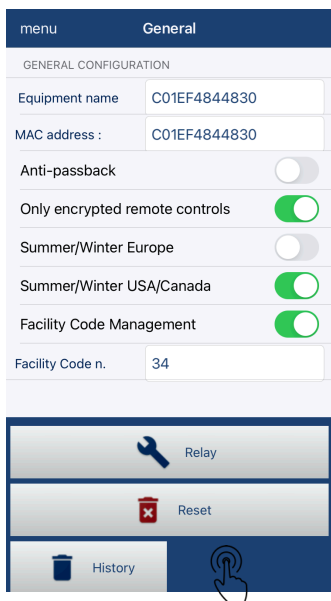 menu General
GENERAL CONFIGURATION
Equipment name C01EF4844830
MAC address : C01EF4844830
Anti-passback
Only encrypted remote controls
Summer/Winter Europe
Summer/Winter USA/Canada
Facility Code Management
Facility Code n. 34
Relay
Reset
History